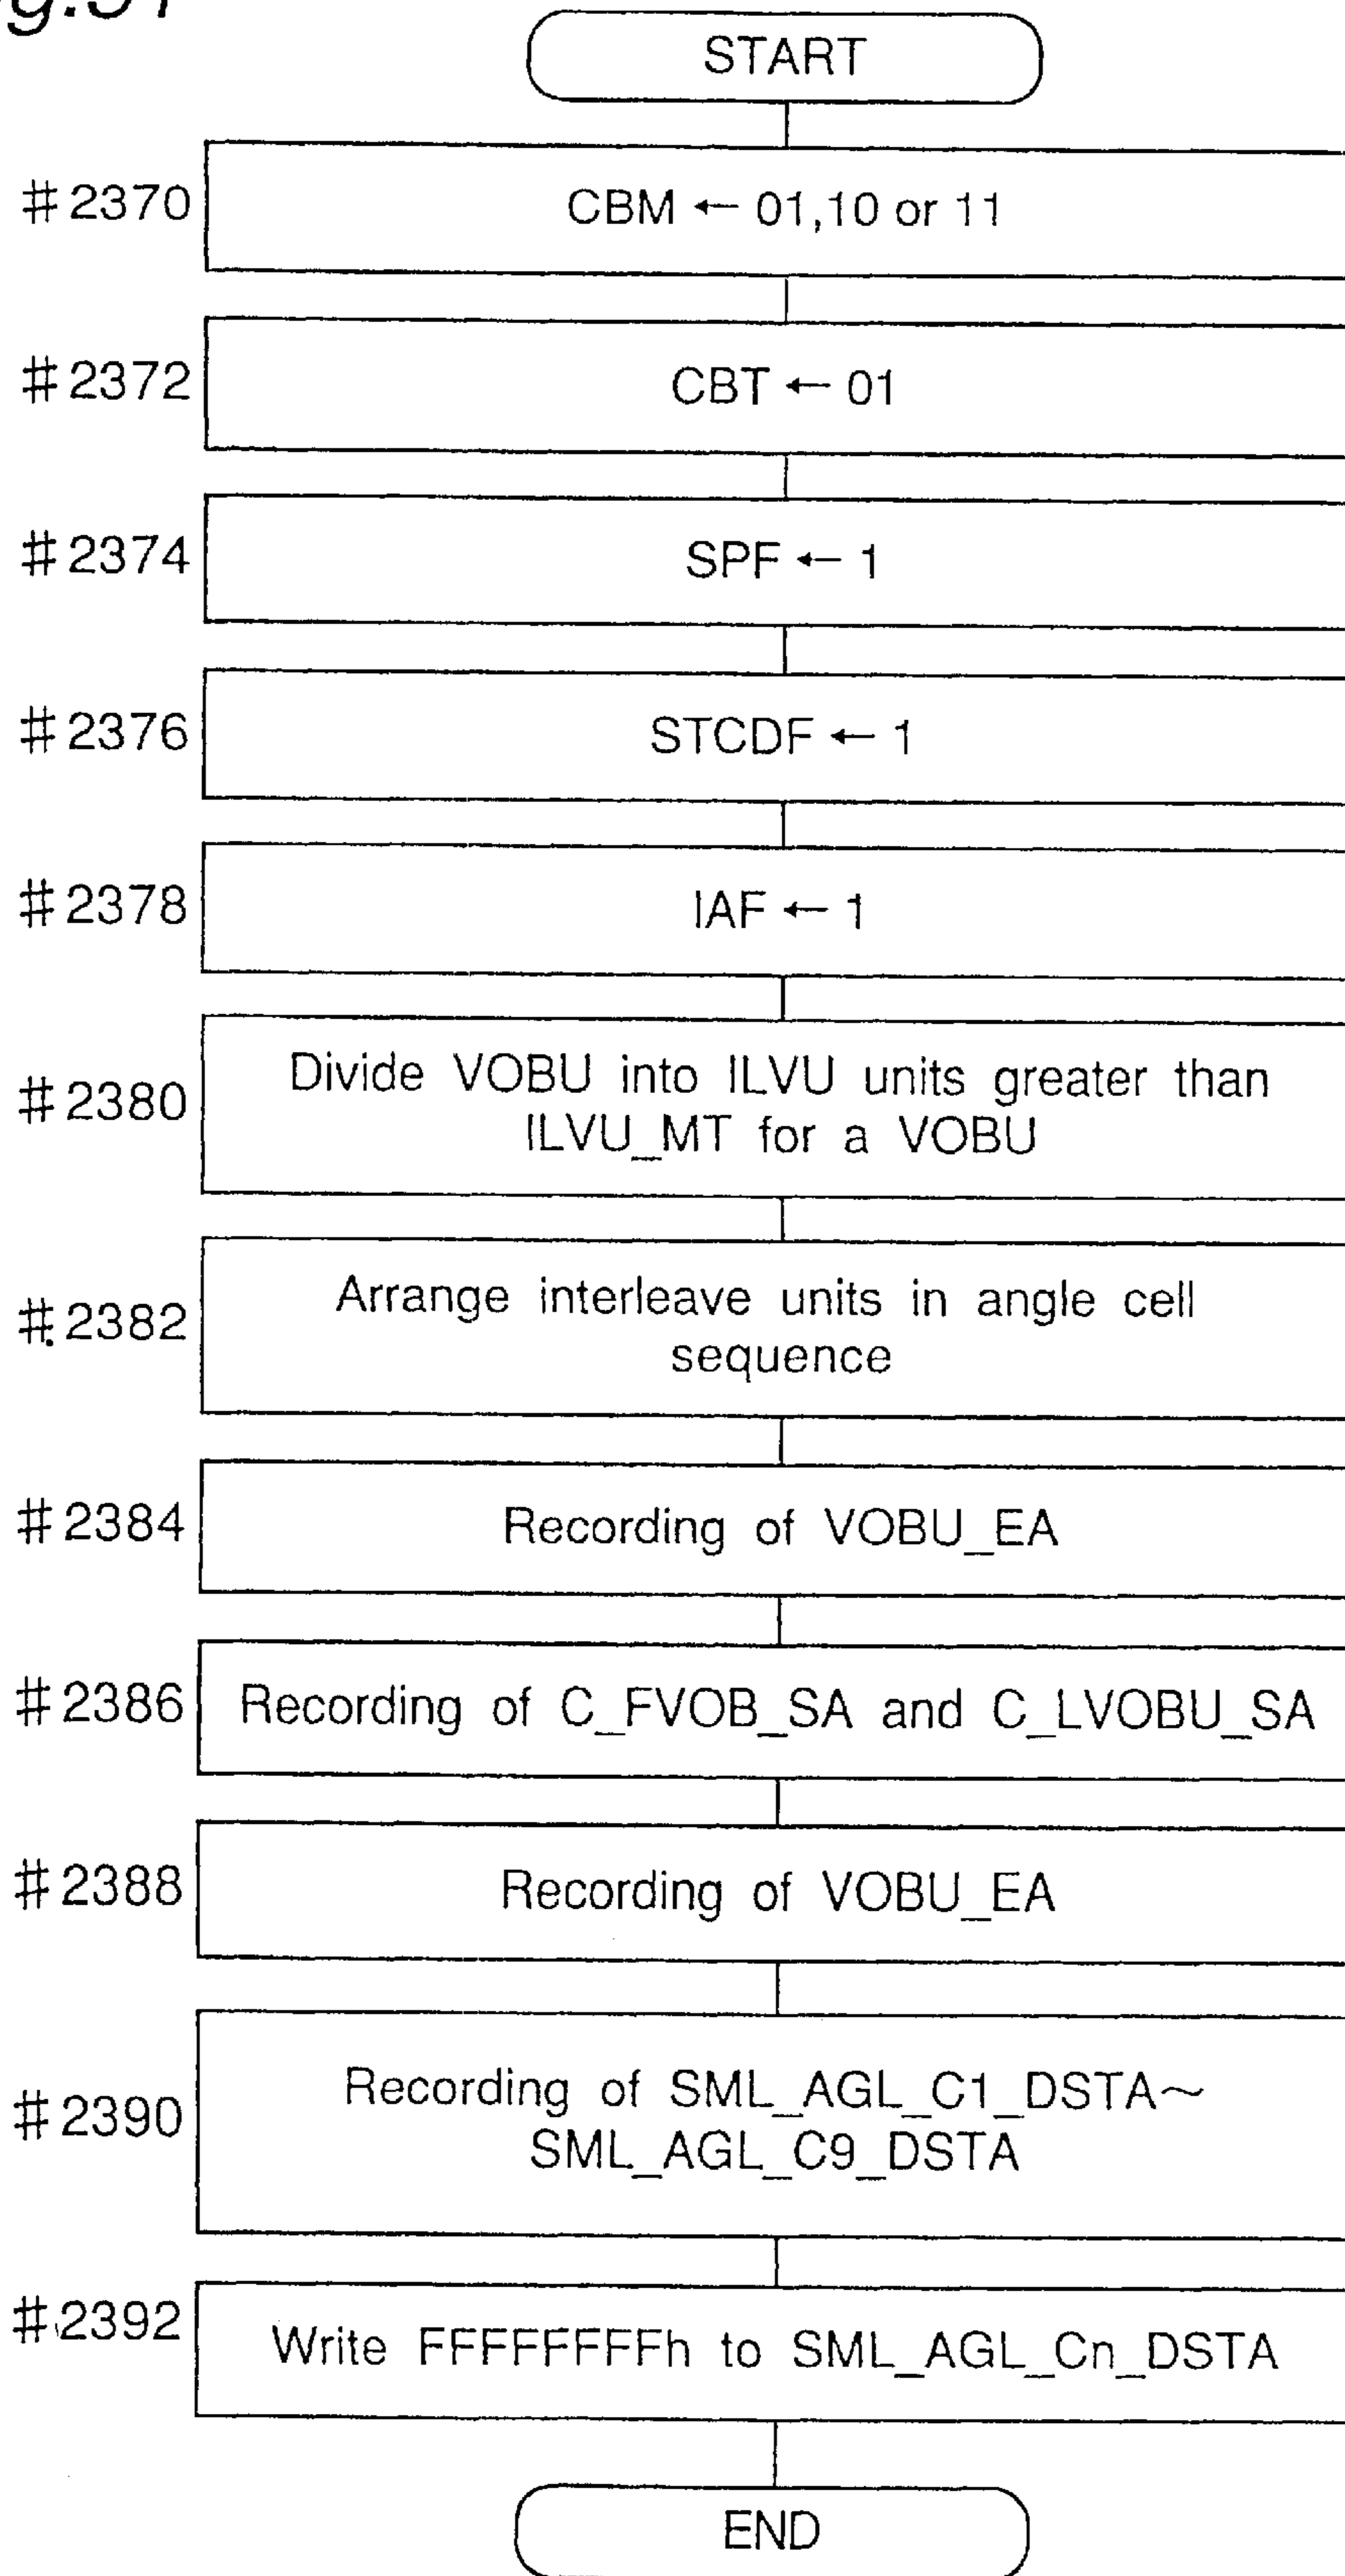 START
#2370
CBM ← 01,10 or 11
#2372
CBT ← 01
#2374
SPF ← 1
#2376
STCDF ← 1
#2378
IAF ← 1
#2380
Divide VOBU into ILVU units greater than
ILVU_MT for a VOBU
#2382
Arrange interleave units in angle cell
sequence
#2384
Recording of VOBU_EA
#2386
Recording of C_FVOB_SA and C_LVOBU_SA
#2388
Recording of VOBU_EA
#2390
Recording of SML_AGL_C1_DSTA~
SML_AGL_C9_DSTA
#2392
Write FFFFFFFFh to SML_AGL_Cn_DSTA
END